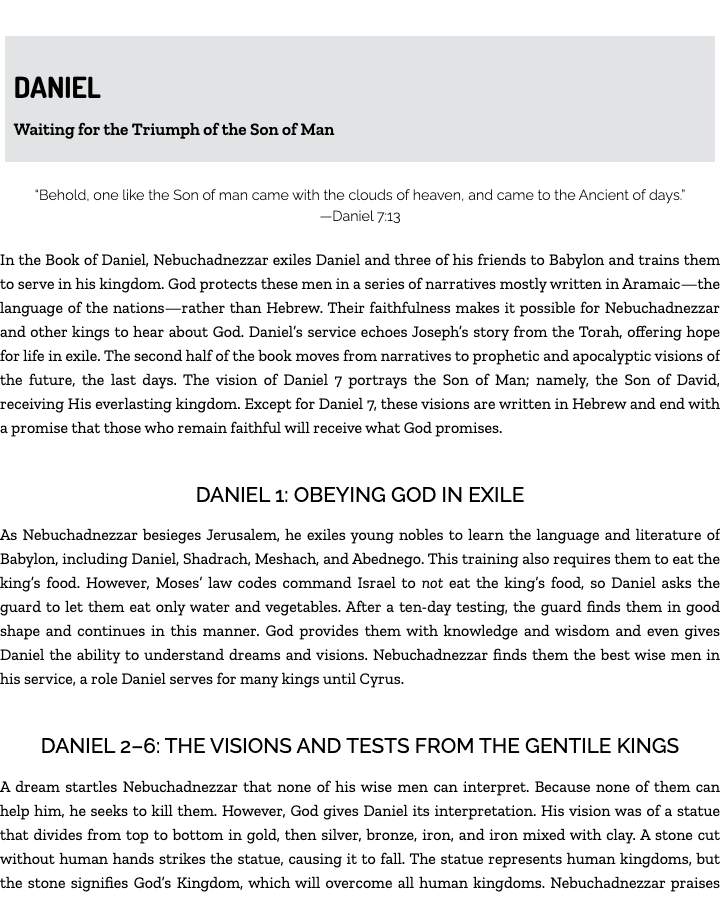 DANIEL
Waiting for the Triumph of the Son of Man
“Behold, one like the Son of man came with the clouds of heaven, and came to the Ancient of days.”
—Daniel 7:13
In the Book of Daniel, Nebuchadnezzar exiles Daniel and three of his friends to Babylon and trains them
to serve in his kingdom. God protects these men in a series of narratives mostly written in Aramaic—the
language of the nations—rather than Hebrew. Their faithfulness makes it possible for Nebuchadnezzar
and other kings to hear about God. Daniel’s service echoes Joseph’s story from the Torah, offering hope
for life in exile. The second half of the book moves from narratives to prophetic and apocalyptic visions of
the future, the last days. The vision of Daniel 7 portrays the Son of Man; namely, the Son of David,
receiving His everlasting kingdom. Except for Daniel 7, these visions are written in Hebrew and end with
a promise that those who remain faithful will receive what God promises.
DANIEL 1: OBEYING GOD IN EXILE
As Nebuchadnezzar besieges Jerusalem, he exiles young nobles to learn the language and literature of
Babylon, including Daniel, Shadrach, Meshach, and Abednego. This training also requires them to eat the
king’s food. However, Moses’ law codes command Israel to not eat the king’s food, so Daniel asks the
guard to let them eat only water and vegetables. After a ten-day testing, the guard finds them in good
shape and continues in this manner. God provides them with knowledge and wisdom and even gives
Daniel the ability to understand dreams and visions. Nebuchadnezzar finds them the best wise men in
his service, a role Daniel serves for many kings until Cyrus.
DANIEL 2–6: THE VISIONS AND TESTS FROM THE GENTILE KINGS
A dream startles Nebuchadnezzar that none of his wise men can interpret. Because none of them can
help him, he seeks to kill them. However, God gives Daniel its interpretation. His vision was of a statue
that divides from top to bottom in gold, then silver, bronze, iron, and iron mixed with clay. A stone cut
without human hands strikes the statue, causing it to fall. The statue represents human kingdoms, but
the stone signifies God’s Kingdom, which will overcome all human kingdoms. Nebuchadnezzar praises